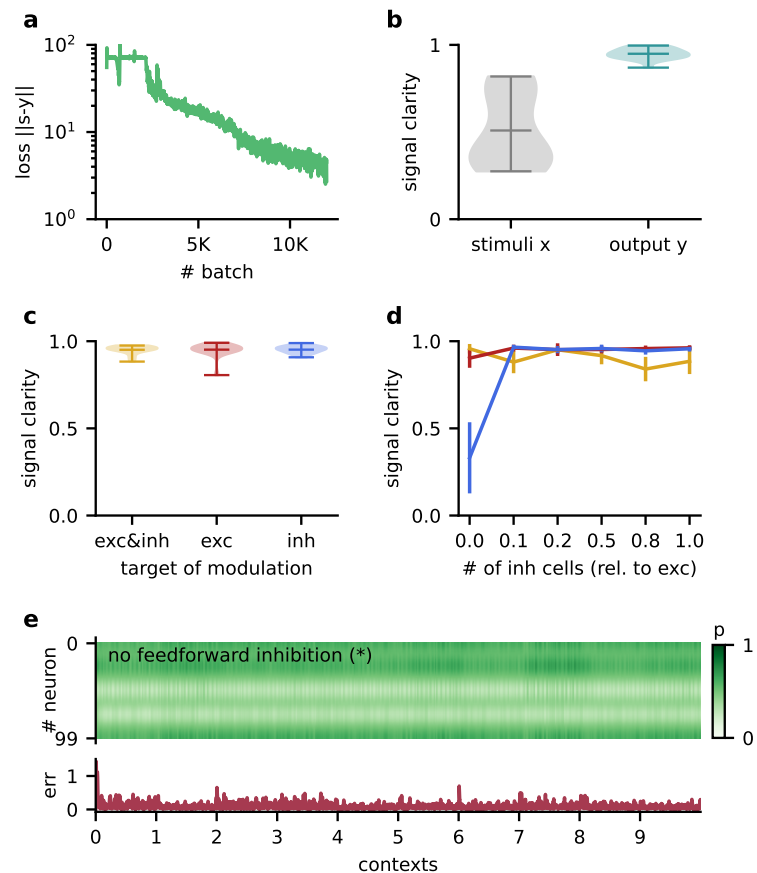 a
10²
10¹
10⁰
loss ||s-y||
0 5K 10K
# batch
b
1
0
signal clarity
stimuli x output y
c
1.0
0.5
0.0
signal clarity
exc&inh exc inh
target of modulation
d
1.0
0.5
0.0
signal clarity
0.0 0.1 0.2 0.5 0.8 1.0
# of inh cells (rel. to exc)
e
0
99
# neuron
no feedforward inhibition (*)
p
1
0
1
0
err
0 1 2 3 4 5 6 7 8 9
contexts